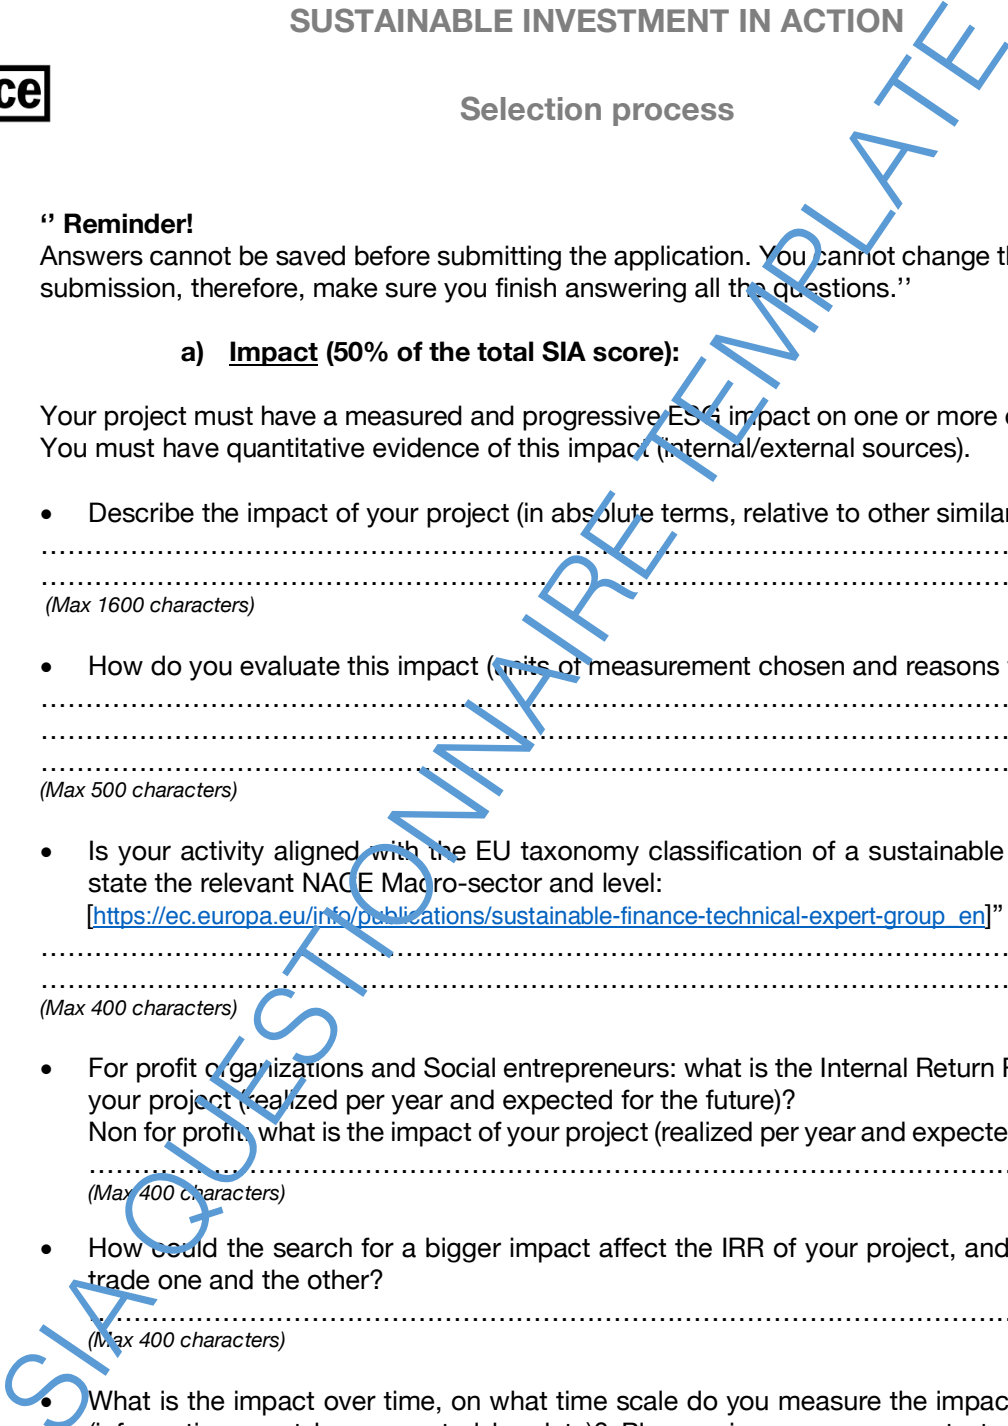 SUSTAINABLE INVESTMENT IN ACTION
ce
Selection process
‘’ Reminder!
Answers cannot be saved before submitting the application. You cannot change
submission, therefore, make sure you finish answering all the questions.’’
a) Impact (50% of the total SIA score):
Your project must have a measured and progressive ESG impact on one or more
You must have quantitative evidence of this impact (internal/external sources).
• Describe the impact of your project (in absolute terms, relative to other similar
(Max 1600 characters)
• How do you evaluate this impact (units of measurement chosen and reasons
(Max 500 characters)
• Is your activity aligned with the EU taxonomy classification of a sustainable
state the relevant NACE Macro-sector and level:
[https://ec.europa.eu/info/publications/sustainable-finance-technical-expert-group_en]”
(Max 400 characters)
• For profit organizations and Social entrepreneurs: what is the Internal Return
your project (realized per year and expected for the future)?
Non for profit: what is the impact of your project (realized per year and expecte
(Max 400 characters)
• How could the search for a bigger impact affect the IRR of your project, and
trade one and the other?
(Max 400 characters)
• What is the impact over time, on what time scale do you measure the impac
SIA QUESTIONNAIRE TEMPLATE